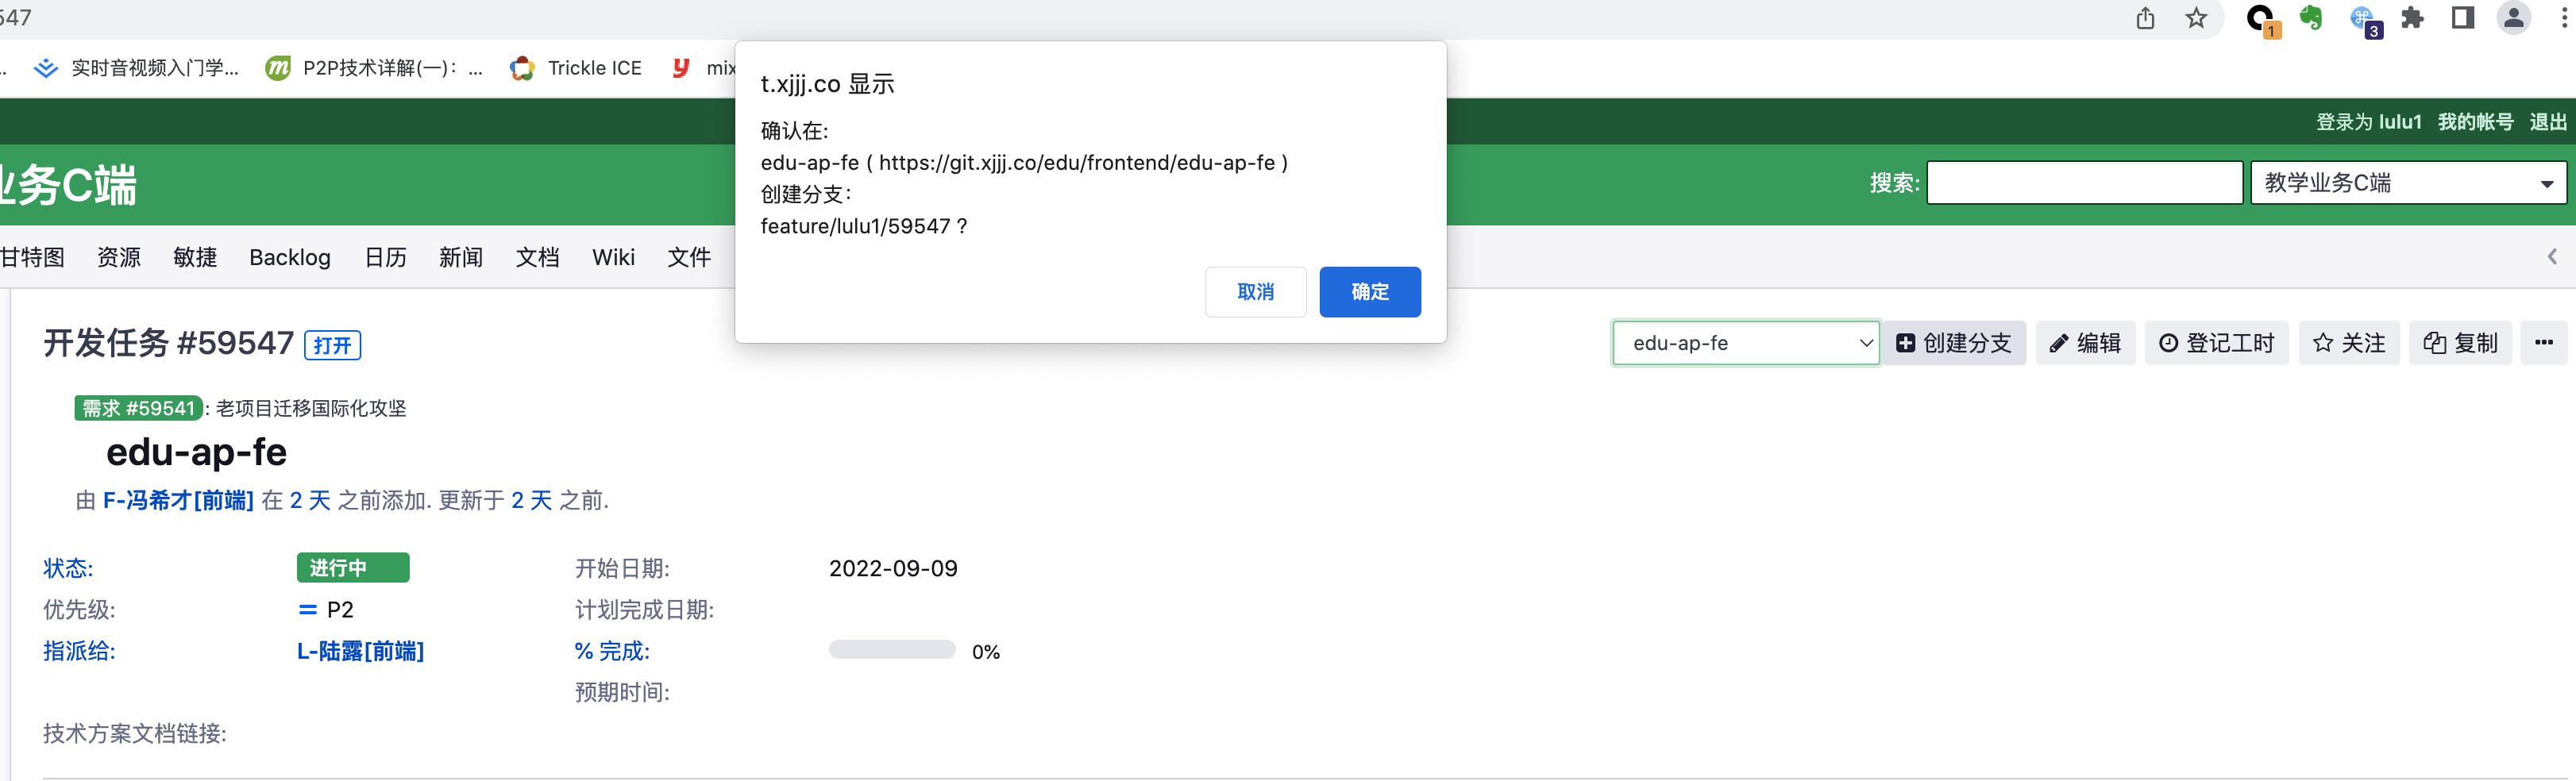 547
实时音视频入门学...
P2P技术详解(一)：...
Trickle ICE
mix
1
3
t.xjjj.co 显示
确认在:
edu-ap-fe ( https://git.xjjj.co/edu/frontend/edu-ap-fe )
创建分支：
feature/lulu1/59547 ?
取消
确定
登录为 lulu1 我的帐号 退出
业务C端
搜索:
教学业务C端
甘特图 资源 敏捷 Backlog 日历 新闻 文档 Wiki 文件
开发任务 #59547 打开
edu-ap-fe 创建分支 编辑 登记工时 关注 复制 ...
需求 #59541 : 老项目迁移国际化攻坚
edu-ap-fe
由 F-冯希才[前端] 在 2 天 之前添加. 更新于 2 天 之前.
状态: 进行中 开始日期: 2022-09-09
优先级: P2 计划完成日期:
指派给: L-陆露[前端] % 完成: 0%
预期时间:
技术方案文档链接: